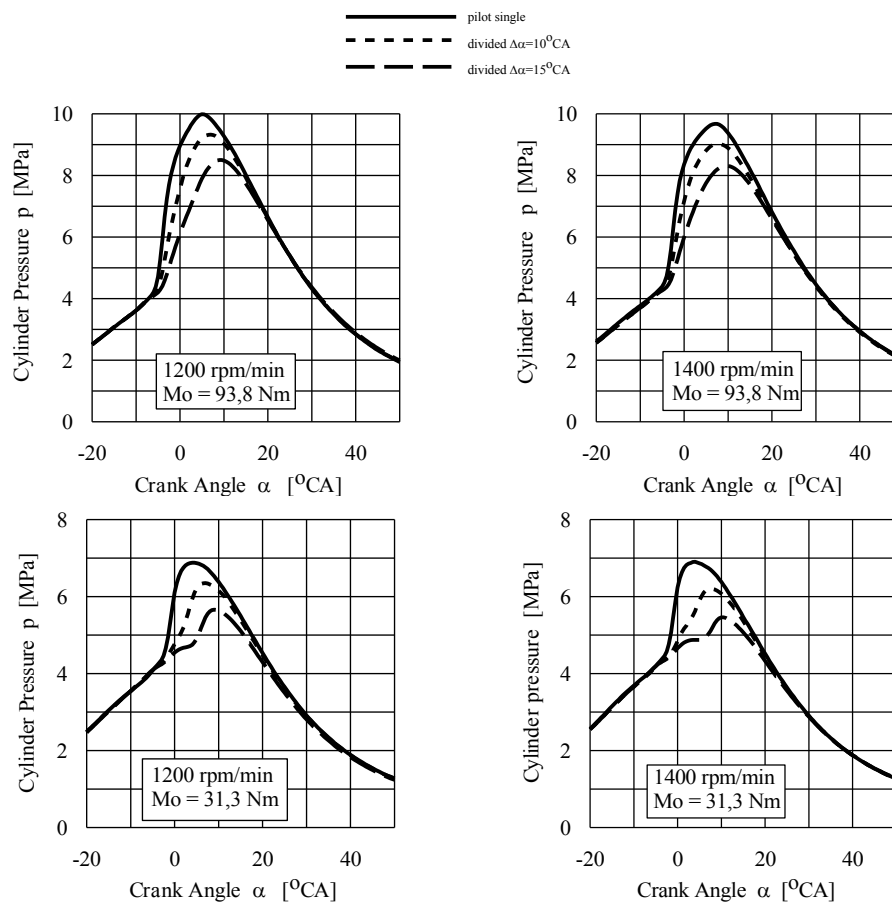 pilot single
divided Δα=10°CA
divided Δα=15°CA
Cylinder Pressure p [MPa]
10
8
6
4
2
0
1200 rpm/min
Mo = 93,8 Nm
-20 0 20 40
Crank Angle α [°CA]
Cylinder Pressure p [MPa]
10
8
6
4
2
0
1400 rpm/min
Mo = 93,8 Nm
-20 0 20 40
Crank Angle α [°CA]
Cylinder Pressure p [MPa]
8
6
4
2
0
1200 rpm/min
Mo = 31,3 Nm
-20 0 20 40
Crank Angle α [°CA]
Cylinder pressure p [MPa]
8
6
4
2
0
1400 rpm/min
Mo = 31,3 Nm
-20 0 20 40
Crank Angle α [°CA]